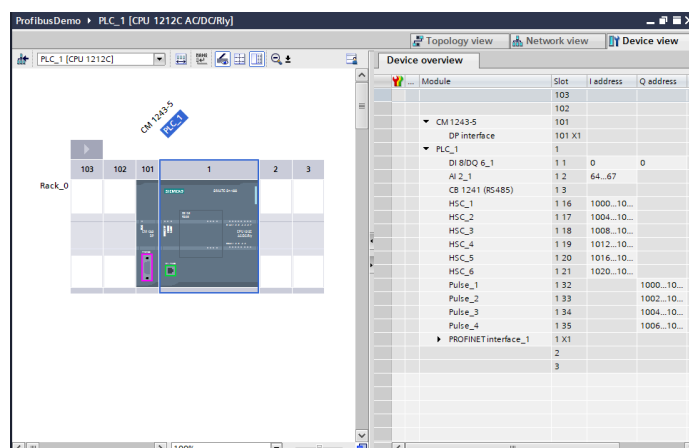 ProfibusDemo ▸ PLC_1 [CPU 1212C AC/DC/Rly]
Topology view Network view Device view
PLC_1 [CPU 1212C]
Device overview
... Module Slot I address Q address
103
102
CM 1243-5 101
DP interface 101 X1
PLC_1 1
DI 8/DQ 6_1 1 1 0 0
AI 2_1 1 2 64...67
CB 1241 (RS485) 1 3
HSC_1 1 16 1000...10...
HSC_2 1 17 1004...10...
HSC_3 1 18 1008...10...
HSC_4 1 19 1012...10...
HSC_5 1 20 1016...10...
HSC_6 1 21 1020...10...
Pulse_1 1 32 1000...10...
Pulse_2 1 33 1002...10...
Pulse_3 1 34 1004...10...
Pulse_4 1 35 1006...10...
PROFINET interface_1 1 X1
2
3
CM 1243-5
PLC_1
103 102 101 1 2 3
Rack_0
SIEMENS
100%